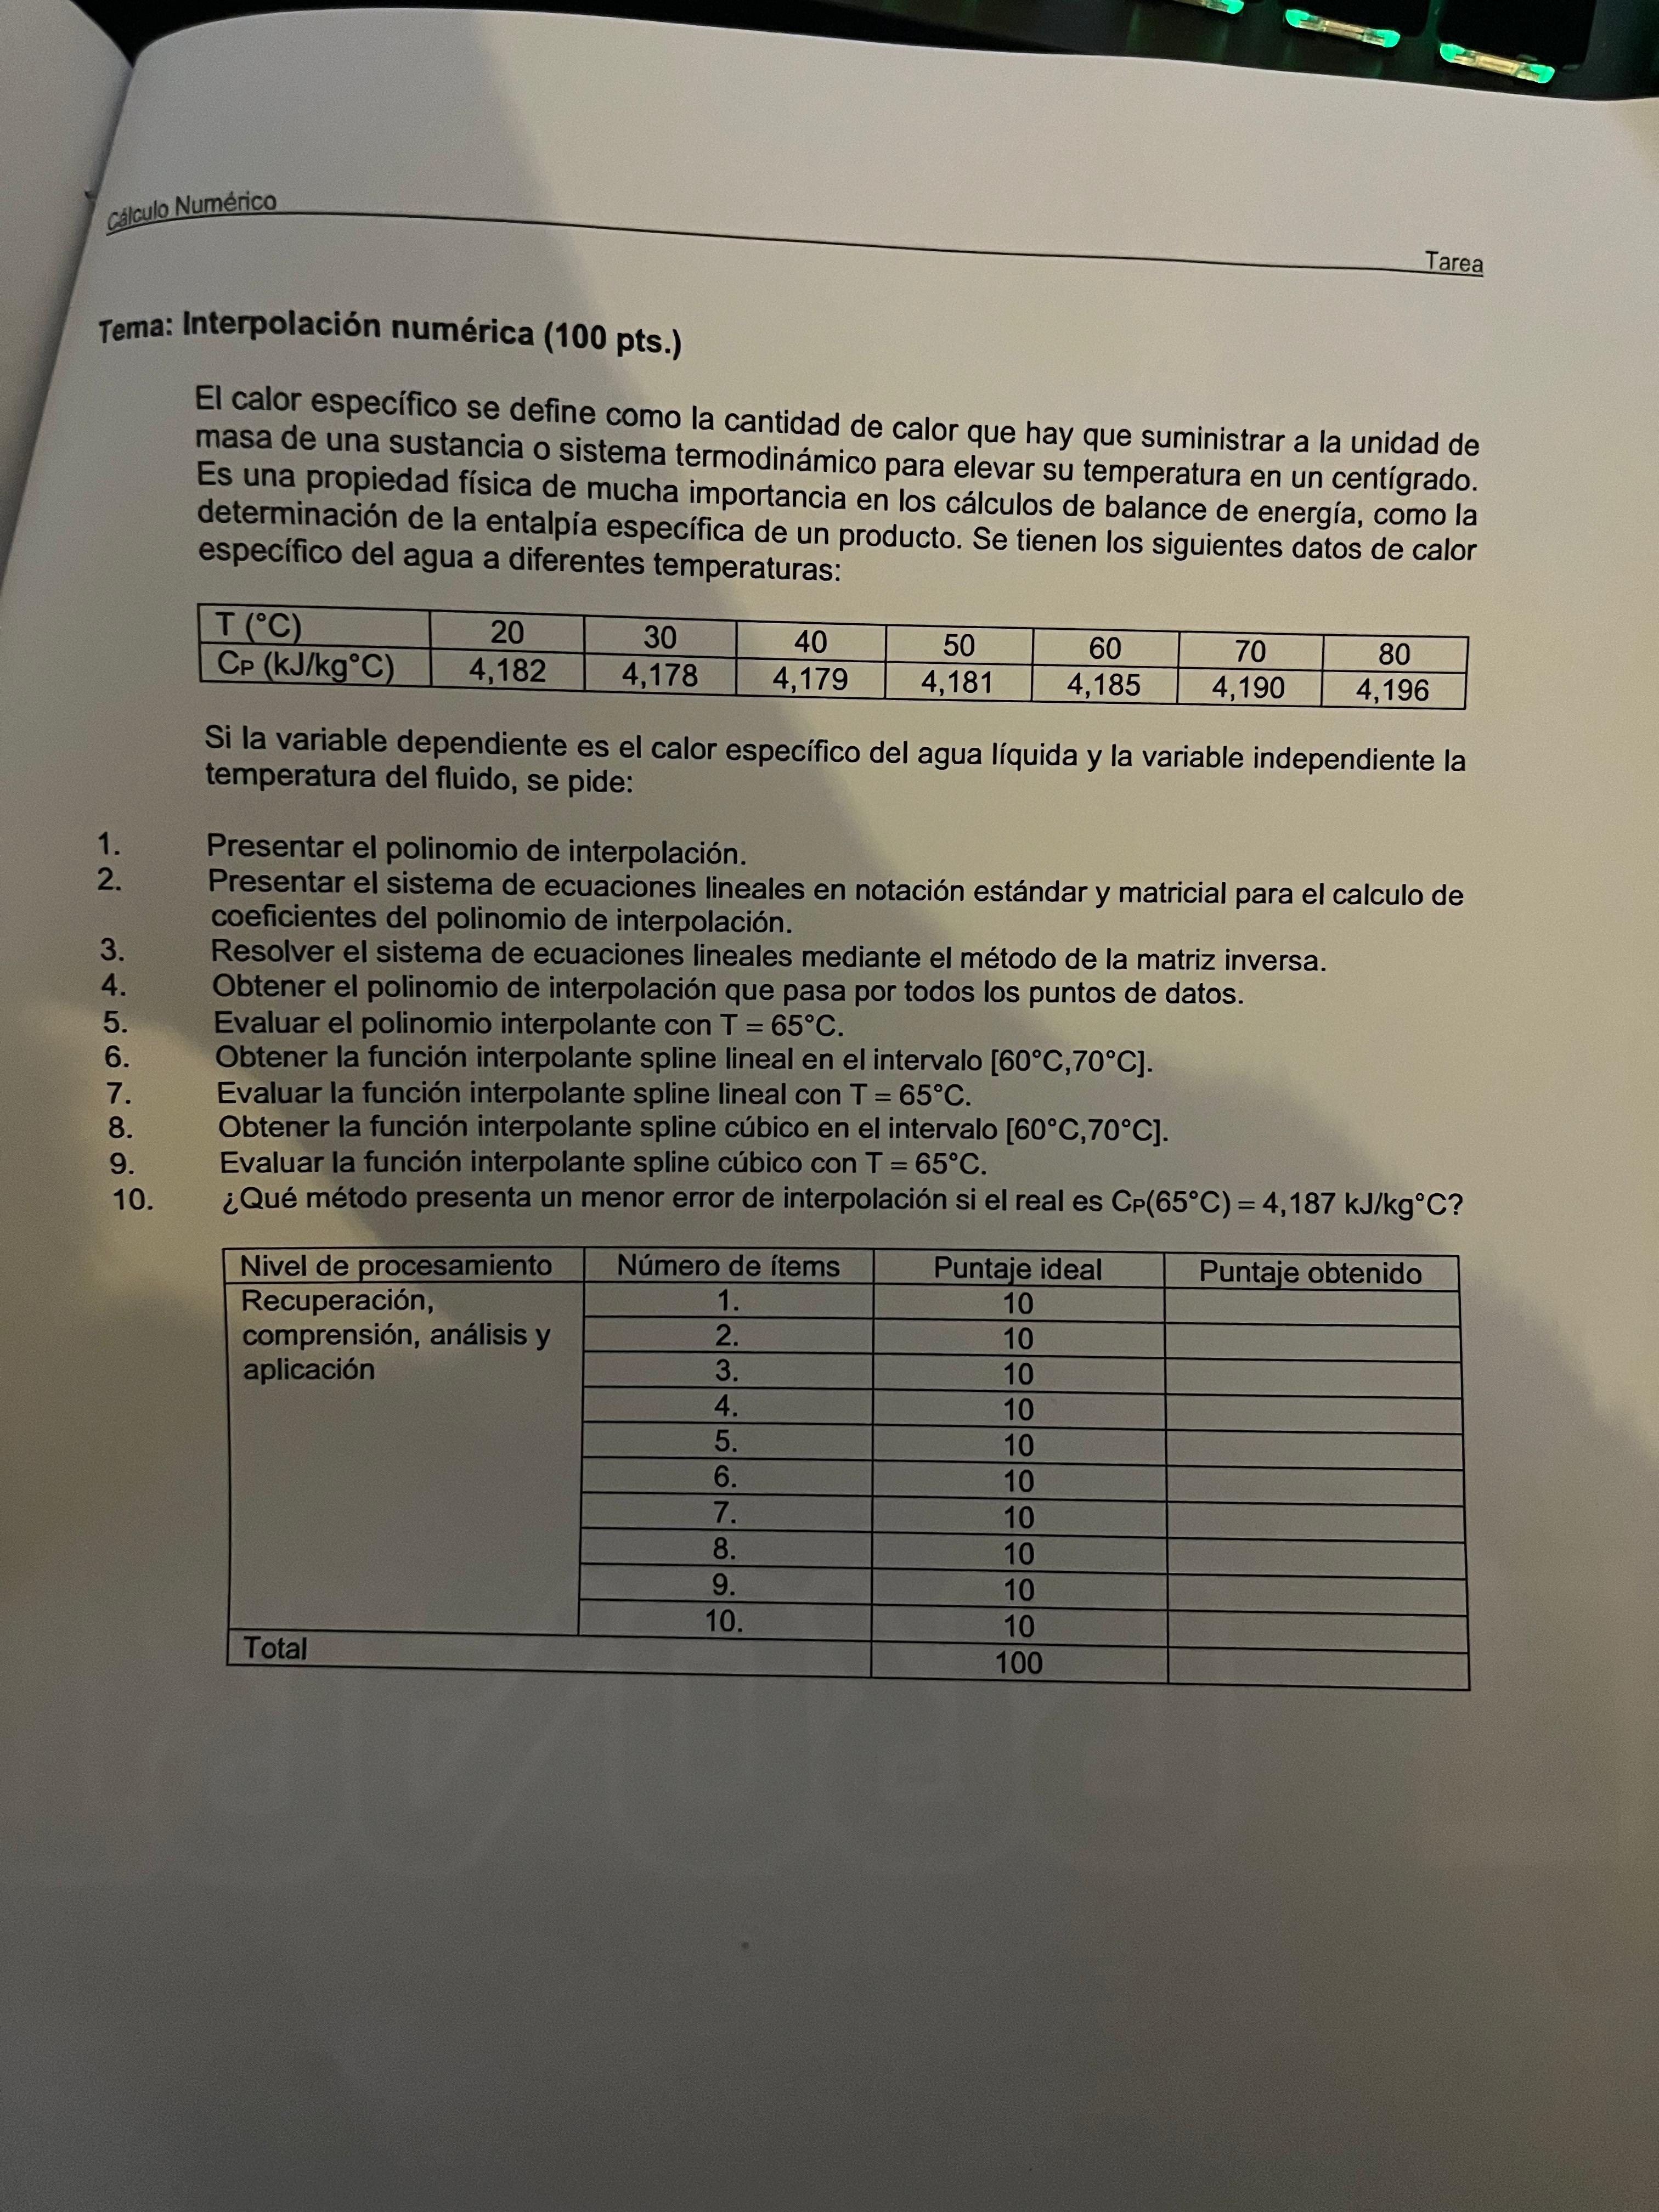 Cálculo Numérico
Tarea
Tema: Interpolación numérica (100 pts.)
El calor específico se define como la cantidad de calor que hay que suministrar a la unidad de
masa de una sustancia o sistema termodinámico para elevar su temperatura en un centígrado.
Es una propiedad física de mucha importancia en los cálculos de balance de energía, como la
determinación de la entalpía específica de un producto. Se tienen los siguientes datos de calor
específico del agua a diferentes temperaturas:
T (°C) 20 30 40 50 60 70 80
CP (kJ/kg°C) 4,182 4,178 4,179 4,181 4,185 4,190 4,196
Si la variable dependiente es el calor específico del agua líquida y la variable independiente la
temperatura del fluido, se pide:
1. Presentar el polinomio de interpolación.
2. Presentar el sistema de ecuaciones lineales en notación estándar y matricial para el calculo de
coeficientes del polinomio de interpolación.
3. Resolver el sistema de ecuaciones lineales mediante el método de la matriz inversa.
4. Obtener el polinomio de interpolación que pasa por todos los puntos de datos.
5. Evaluar el polinomio interpolante con T = 65°C.
6. Obtener la función interpolante spline lineal en el intervalo [60°C,70°C].
7. Evaluar la función interpolante spline lineal con T = 65°C.
8. Obtener la función interpolante spline cúbico en el intervalo [60°C,70°C].
9. Evaluar la función interpolante spline cúbico con T = 65°C.
10. ¿Qué método presenta un menor error de interpolación si el real es CP(65°C) = 4,187 kJ/kg°C?
Nivel de procesamiento Número de ítems Puntaje ideal Puntaje obtenido
Recuperación, 1. 10
comprensión, análisis y 2. 10
aplicación 3. 10
4. 10
5. 10
6. 10
7. 10
8. 10
9. 10
10. 10
Total 100